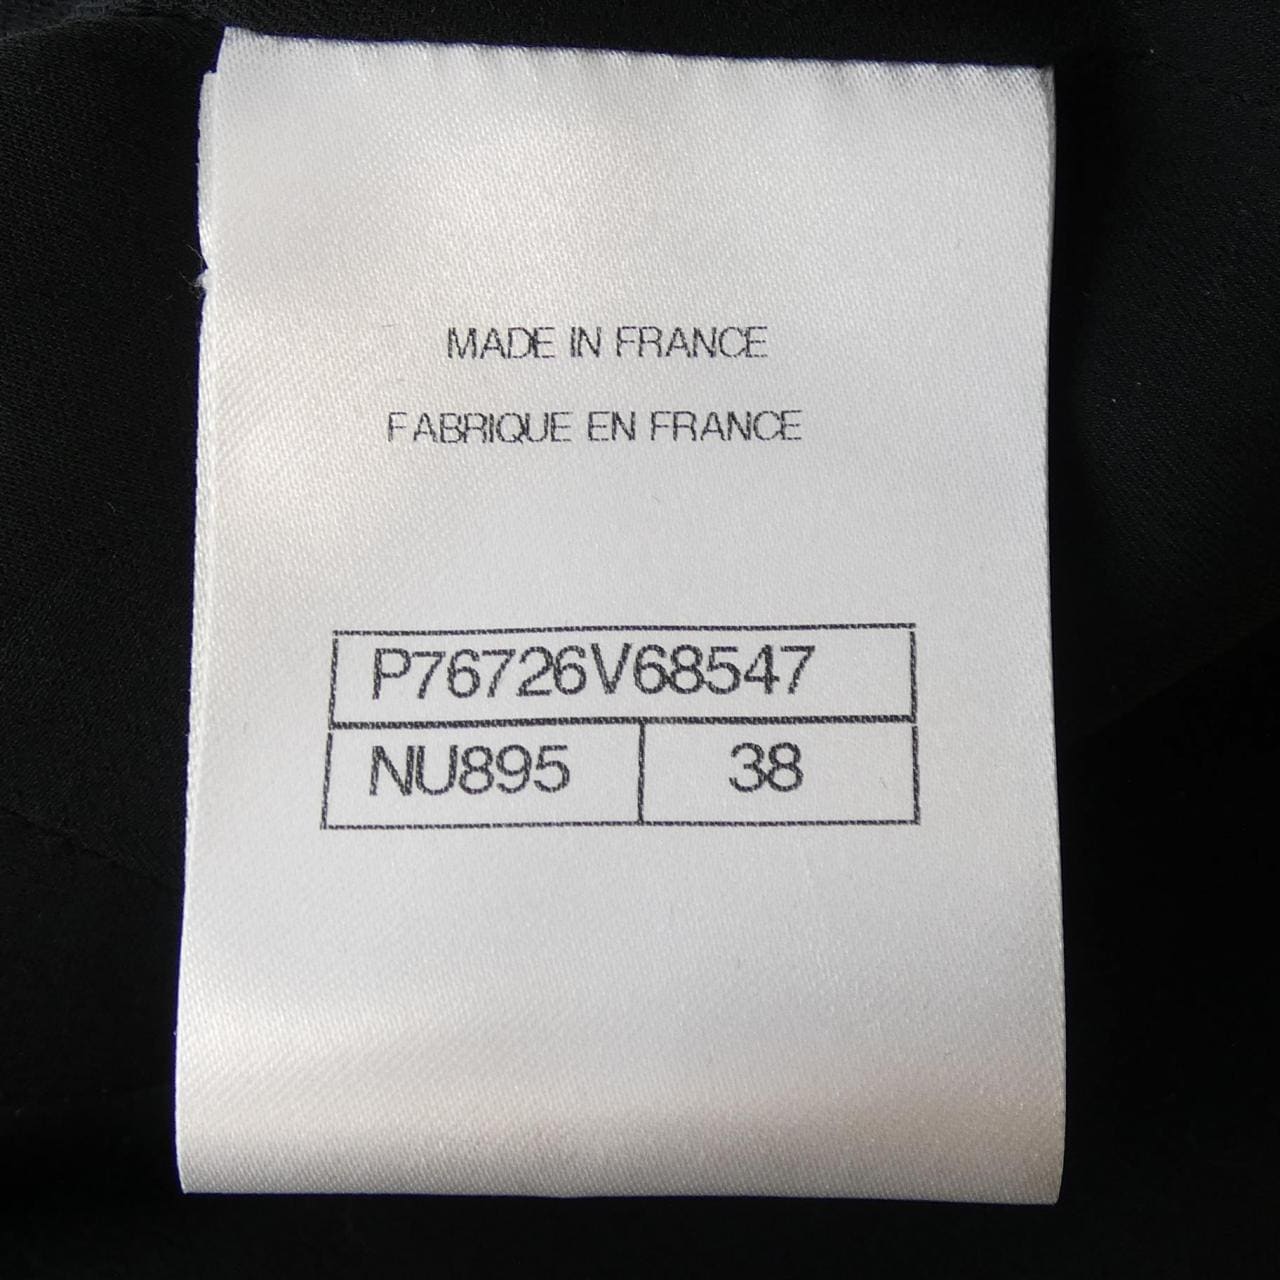 MADE IN FRANCE
FABRIQUE EN FRANCE
P76726V68547
NU895 38